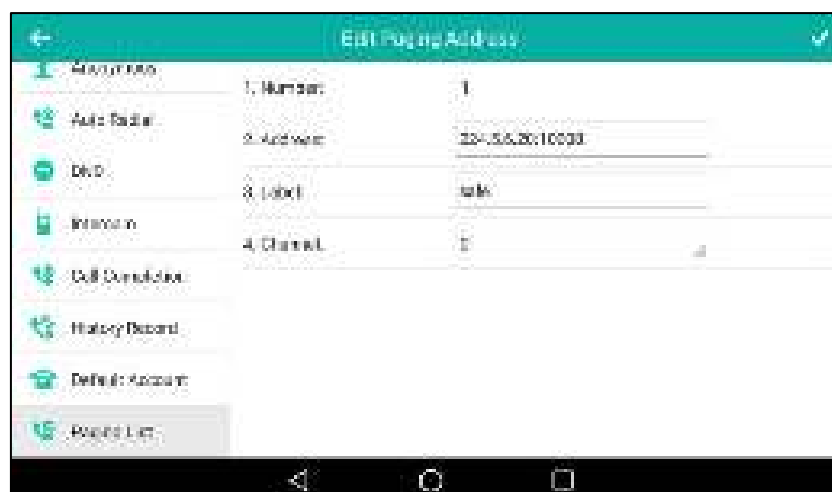 Edit Paging Address
Anonymous
Auto Redial
DND
Intercom
Call Completion
History Record
Default Account
Paging List
1. Number:
1
2. Address:
3. Label:
4. Channel: